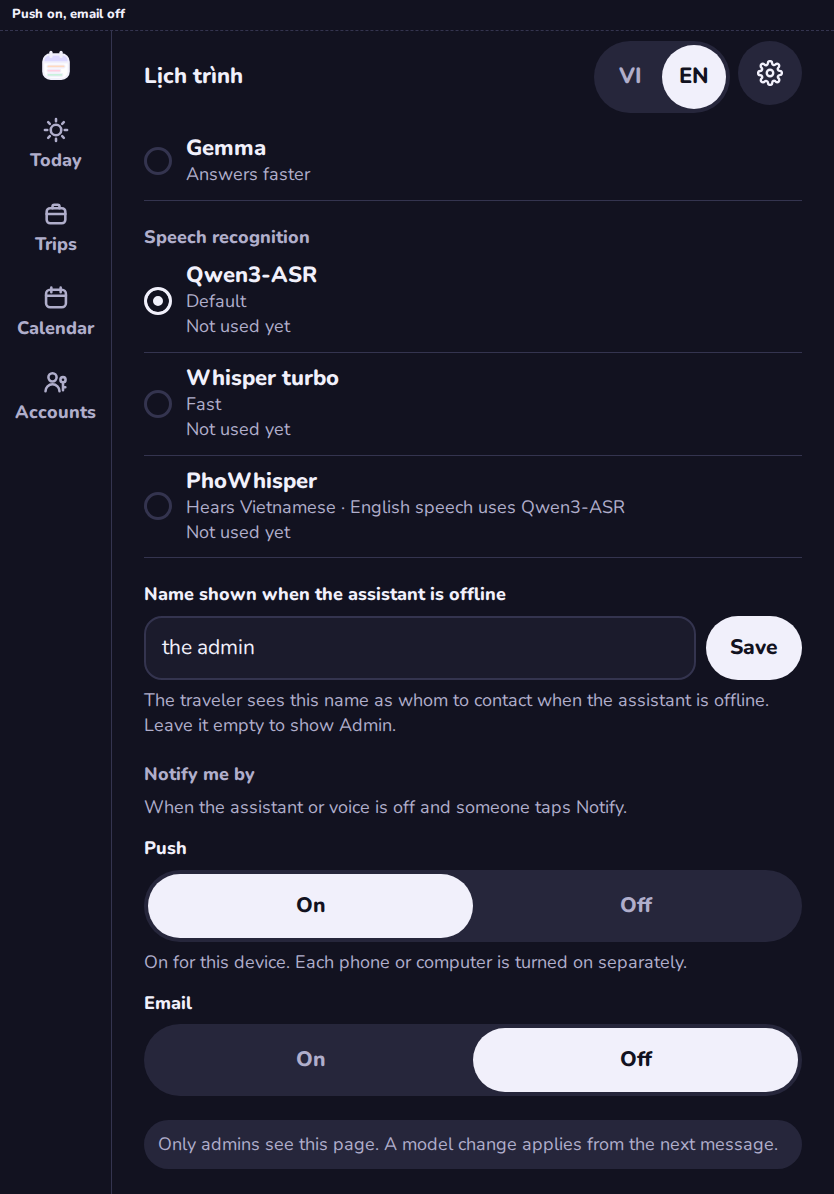 Push on, email off
Lịch trình
VI
EN
Today
Trips
Calendar
Accounts
Gemma
Answers faster
Speech recognition
Qwen3-ASR
Default
Not used yet
Whisper turbo
Fast
Not used yet
PhoWhisper
Hears Vietnamese · English speech uses Qwen3-ASR
Not used yet
Name shown when the assistant is offline
the admin
Save
The traveler sees this name as whom to contact when the assistant is offline.
Leave it empty to show Admin.
Notify me by
When the assistant or voice is off and someone taps Notify.
Push
On
Off
On for this device. Each phone or computer is turned on separately.
Email
On
Off
Only admins see this page. A model change applies from the next message.